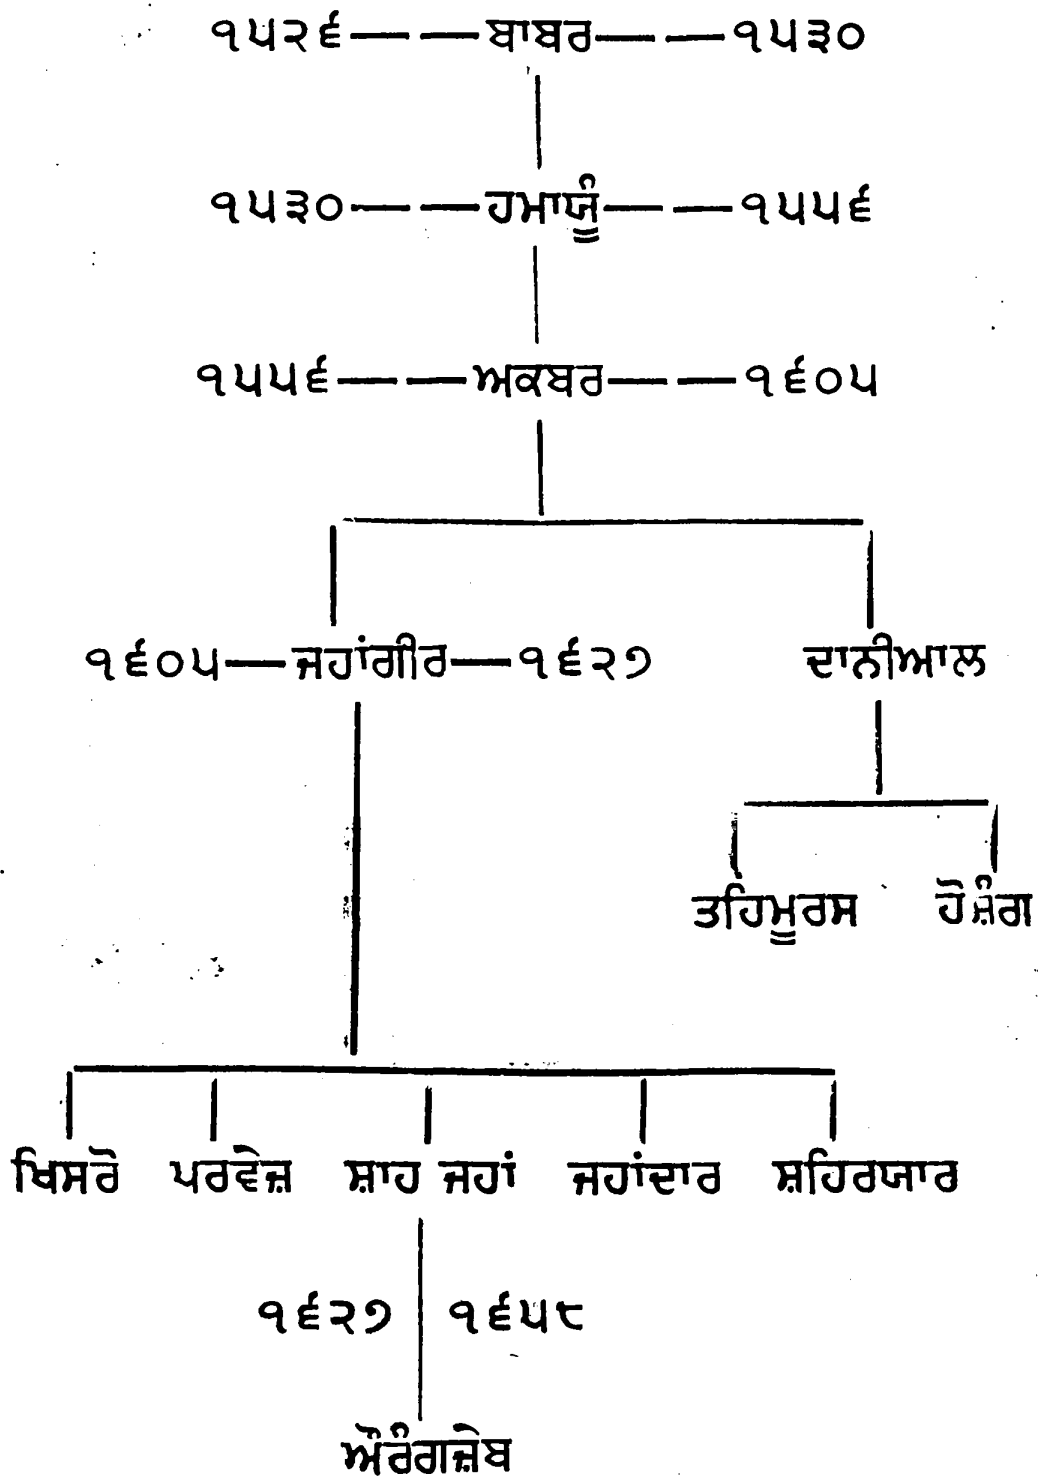 ੧੫੨੬——ਬਾਬਰ——੧੫੩੦
੧੫੩੦——ਹਮਾਯੂੰ——੧੫੫੬
੧੫੫੬——ਅਕਬਰ——੧੬੦੫
੧੬੦੫—ਜਹਾਂਗੀਰ—੧੬੨੭ ਦਾਨੀਆਲ
ਤਹਿਮੂਰਸ ਹੋਸ਼ੰਗ
ਖਿਸਰੋ ਪਰਵੇਜ਼ ਸ਼ਾਹ ਜਹਾਂ ਜਹਾਂਦਾਰ ਸ਼ਹਿਰਯਾਰ
੧੬੨੭ ੧੬੫੮
ਔਰੰਗਜ਼ੇਬ